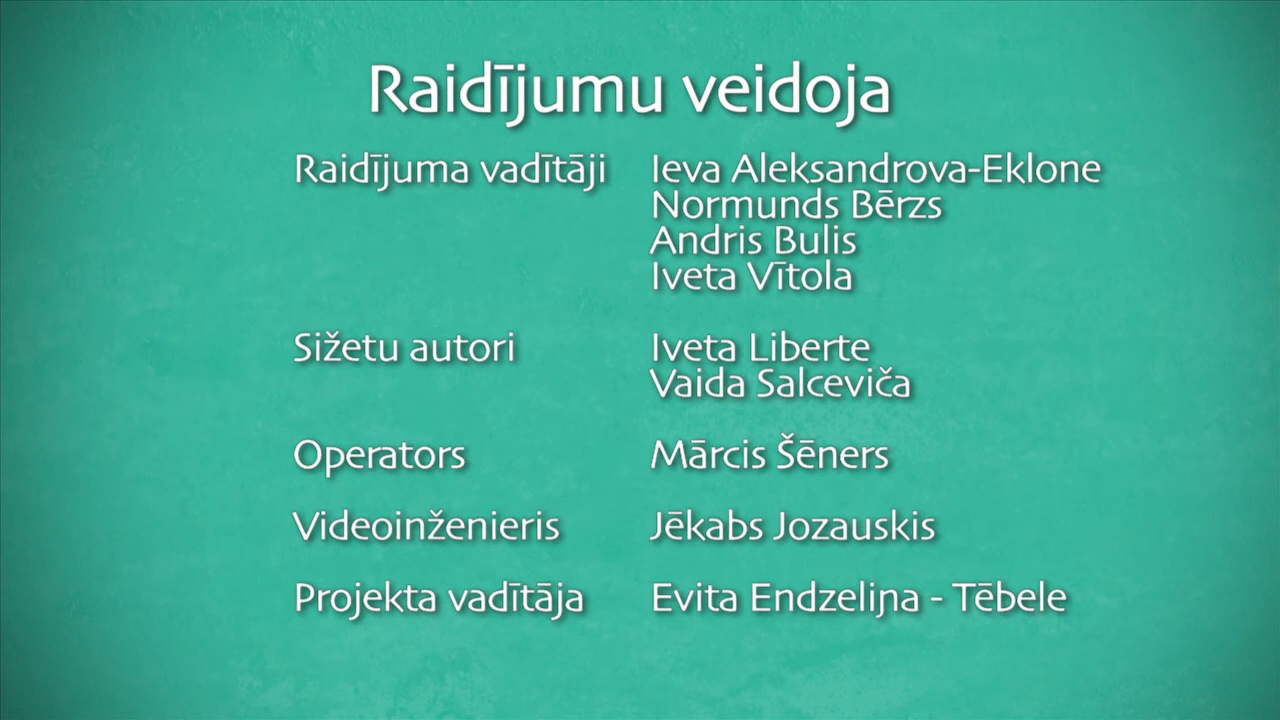 Raidījumu veidoja
Raidījuma vadītāji Ieva Aleksandrova-Eklone
Normunds Bērzs
Andris Bulis
Iveta Vītola
Sižetu autori Iveta Liberte
Vaida Salceviča
Operators Mārcis Šēners
Videoinženieris Jēkabs Jozauskis
Projekta vadītāja Evita Endzeliņa - Tēbele